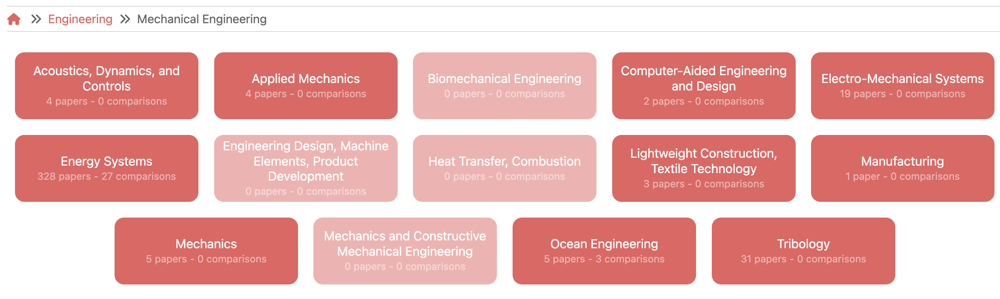 Engineering Mechanical Engineering
Acoustics, Dynamics, and
Controls
4 papers - 0 comparisons
Applied Mechanics
4 papers - 0 comparisons
Biomechanical Engineering
0 papers - 0 comparisons
Computer-Aided Engineering
and Design
2 papers - 0 comparisons
Electro-Mechanical Systems
19 papers - 0 comparisons
Energy Systems
328 papers - 27 comparisons
Engineering Design, Machine
Elements, Product
Development
0 papers - 0 comparisons
Heat Transfer, Combustion
0 papers - 0 comparisons
Lightweight Construction,
Textile Technology
3 papers - 0 comparisons
Manufacturing
1 paper - 0 comparisons
Mechanics
5 papers - 0 comparisons
Mechanics and Constructive
Mechanical Engineering
0 papers - 0 comparisons
Ocean Engineering
5 papers - 3 comparisons
Tribology
31 papers - 0 comparisons